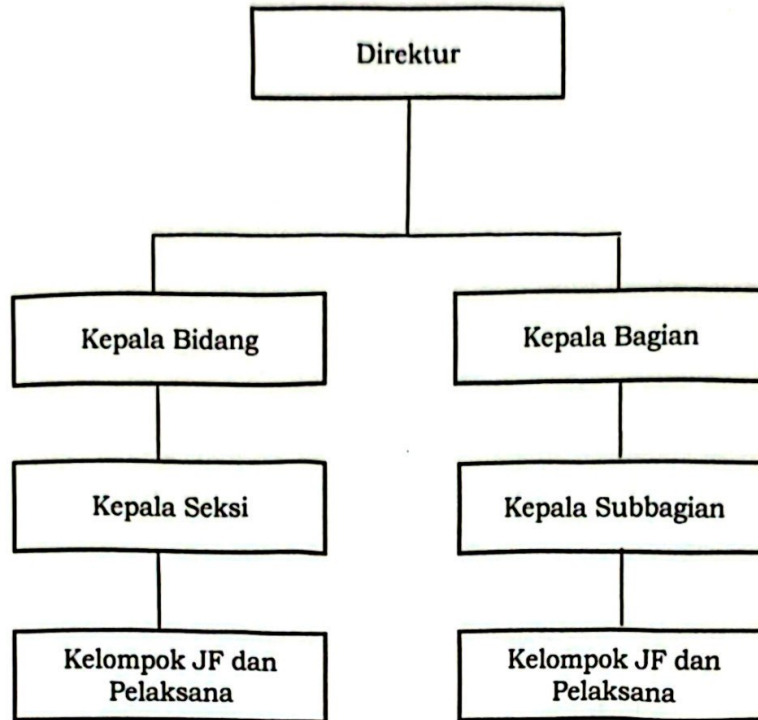 Direktur
Kepala Bidang
Kepala Bagian
Kepala Seksi
Kepala Subbagian
Kelompok JF dan
Pelaksana
Kelompok JF dan
Pelaksana